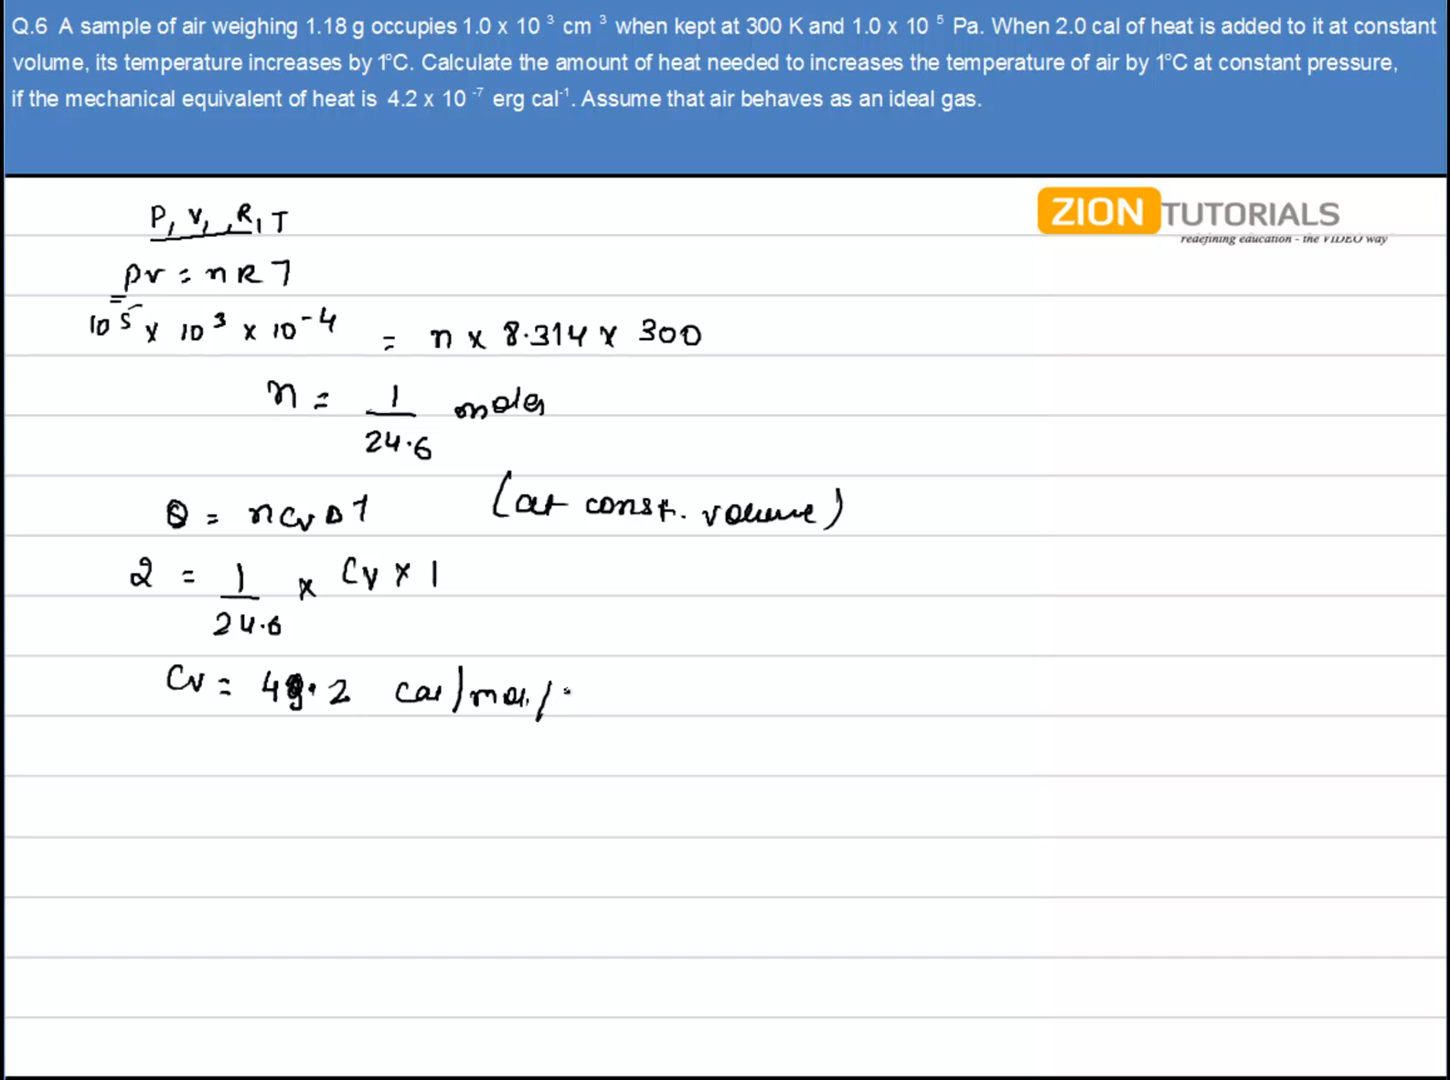 Q.6 A sample of air weighing 1.18 g occupies 1.0 x 10 ³ cm ³ when kept at 300 K and 1.0 x 10 ⁵ Pa. When 2.0 cal of heat is added to it at constant
volume, its temperature increases by 1°C. Calculate the amount of heat needed to increases the temperature of air by 1°C at constant pressure,
if the mechanical equivalent of heat is 4.2 x 10 ⁻⁷ erg cal⁻¹. Assume that air behaves as an ideal gas.
ZION TUTORIALS
redefining education - the VIDEO way
P, V, , R, T
PV = nRT
10⁵ x 10³ x 10⁻⁴ = n x 8.314 x 300
n = 1/24.6 moles
Q = nCvΔT (at const. volume)
2 = 1/24.6 x Cv x 1
Cv = 49.2 cal/mol/